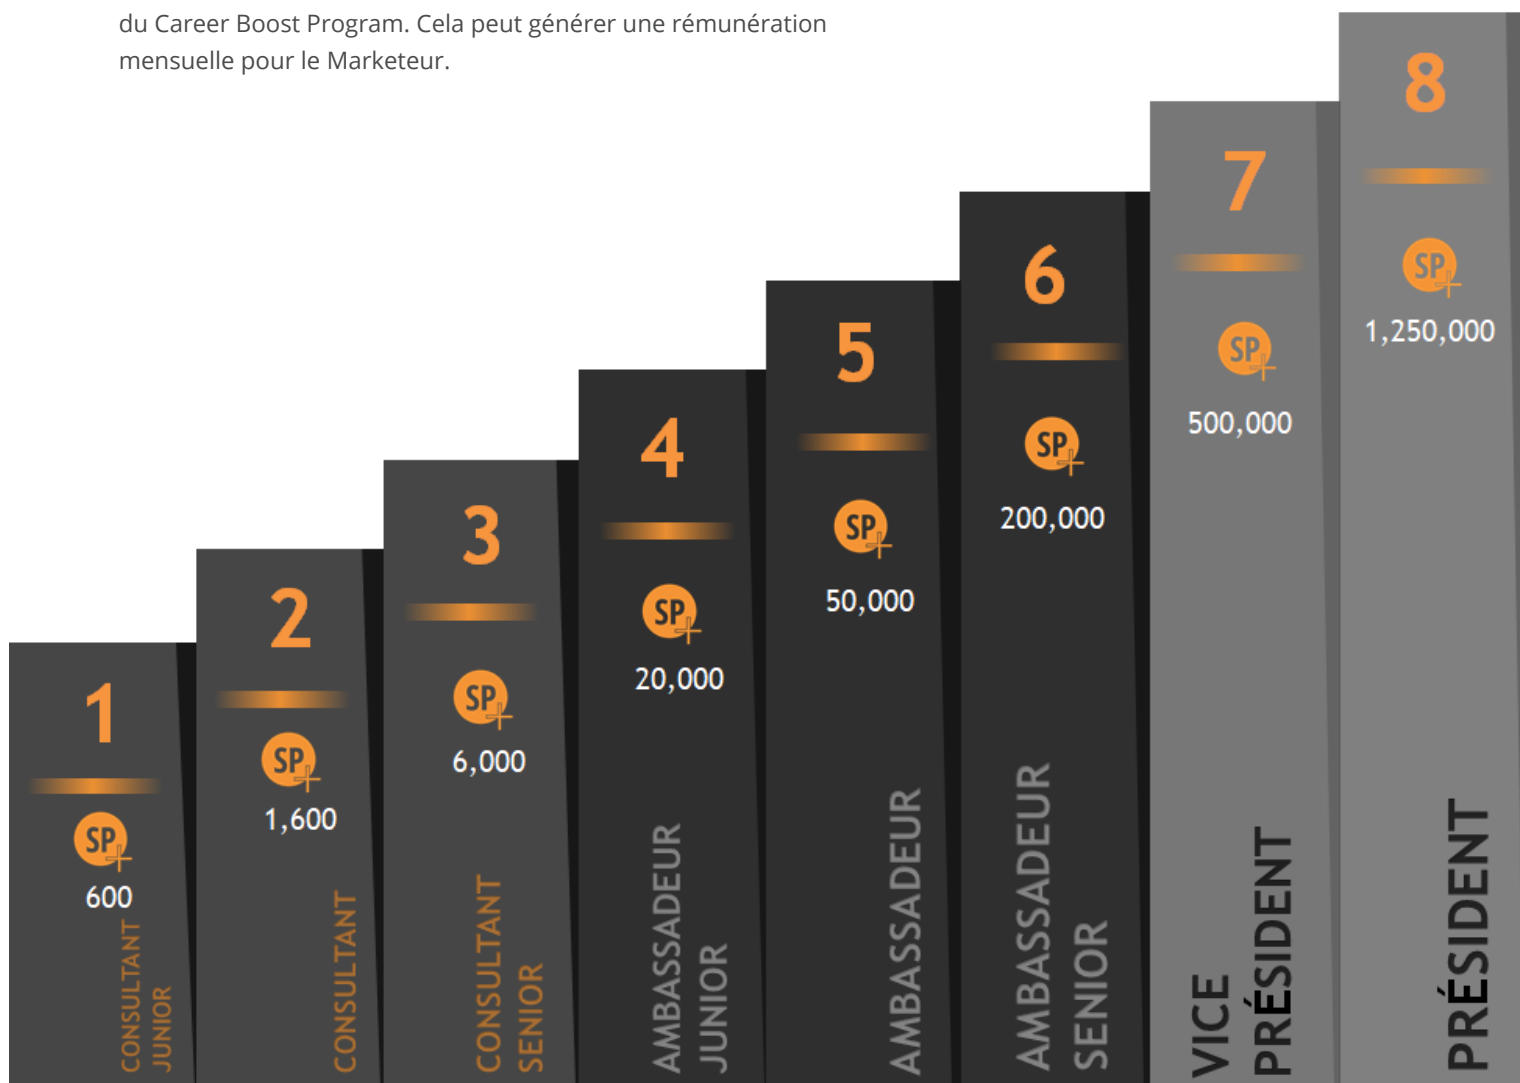 du Career Boost Program. Cela peut générer une rémunération
mensuelle pour le Marketeur.
1
SP
600
CONSULTANT
JUNIOR
2
SP
1,600
CONSULTANT
3
SP
6,000
CONSULTANT
SENIOR
4
SP
20,000
AMBASSADEUR
JUNIOR
5
SP
50,000
AMBASSADEUR
6
SP
200,000
AMBASSADEUR
SENIOR
7
SP
500,000
VICE
PRÉSIDENT
8
SP
1,250,000
PRÉSIDENT